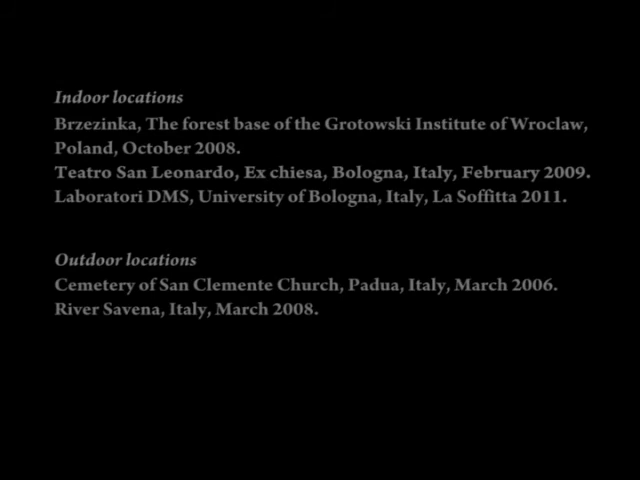 Indoor locations
Brzezinka, The forest base of the Grotowski Institute of Wroclaw,
Poland, October 2008.
Teatro San Leonardo, Ex chiesa, Bologna, Italy, February 2009.
Laboratori DMS, University of Bologna, Italy, La Soffitta 2011.
Outdoor locations
Cemetery of San Clemente Church, Padua, Italy, March 2006.
River Savena, Italy, March 2008.